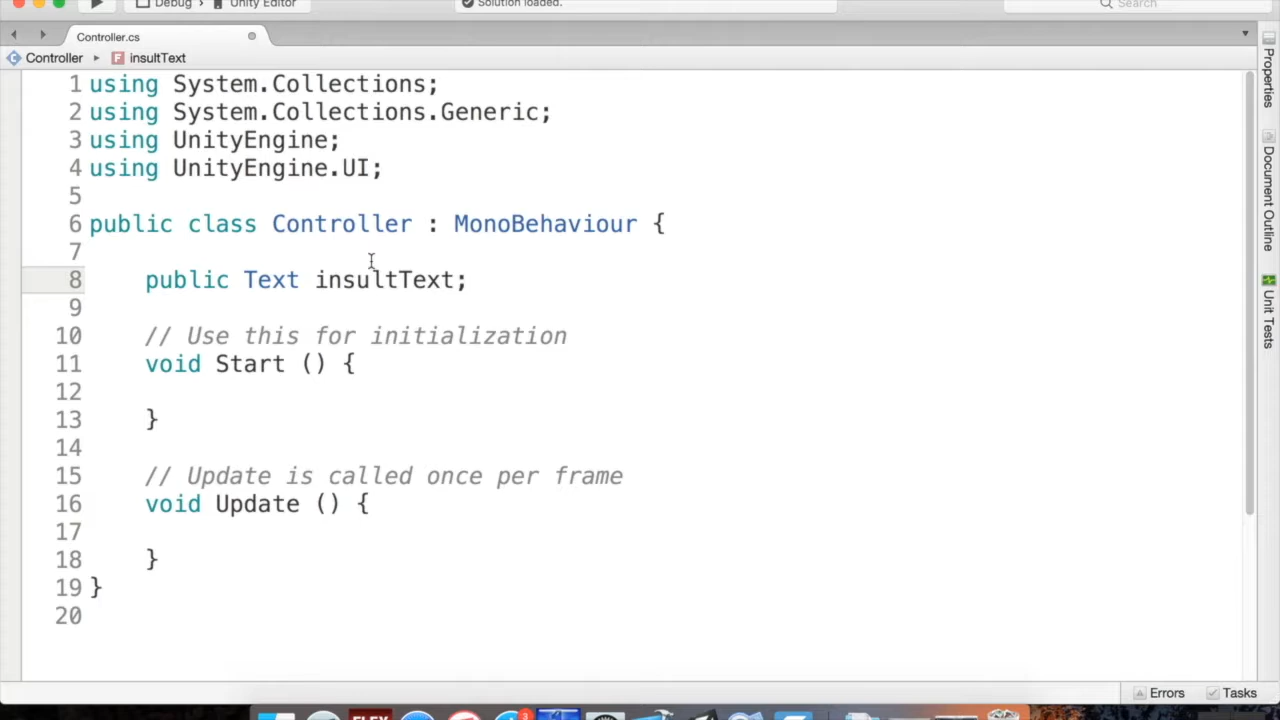 Debug
Unity Editor
Solution loaded.
Search
Controller.cs
Controller
insultText
1 using System.Collections;
2 using System.Collections.Generic;
3 using UnityEngine;
4 using UnityEngine.UI;
5
6 public class Controller : MonoBehaviour {
7
8 public Text insultText;
9
10 // Use this for initialization
11 void Start () {
12
13 }
14
15 // Update is called once per frame
16 void Update () {
17
18 }
19 }
20
Properties
Document Outline
Unit Tests
Errors
Tasks
FLEX
3